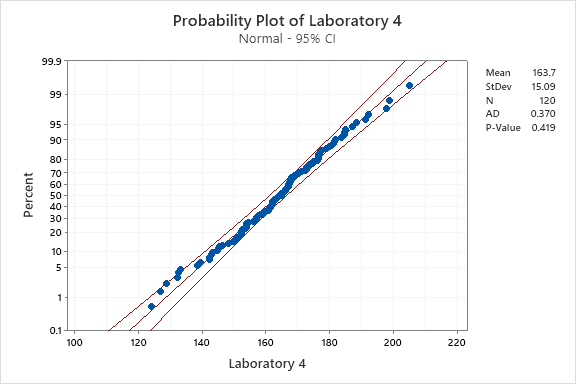 Probability Plot of Laboratory 4
Normal - 95% CI
99.9
99
95
90
80
70
60
50
40
30
20
10
5
1
0.1
Percent
100 120 140 160 180 200 220
Laboratory 4
Mean 163.7
StDev 15.09
N 120
AD 0.370
P-Value 0.419